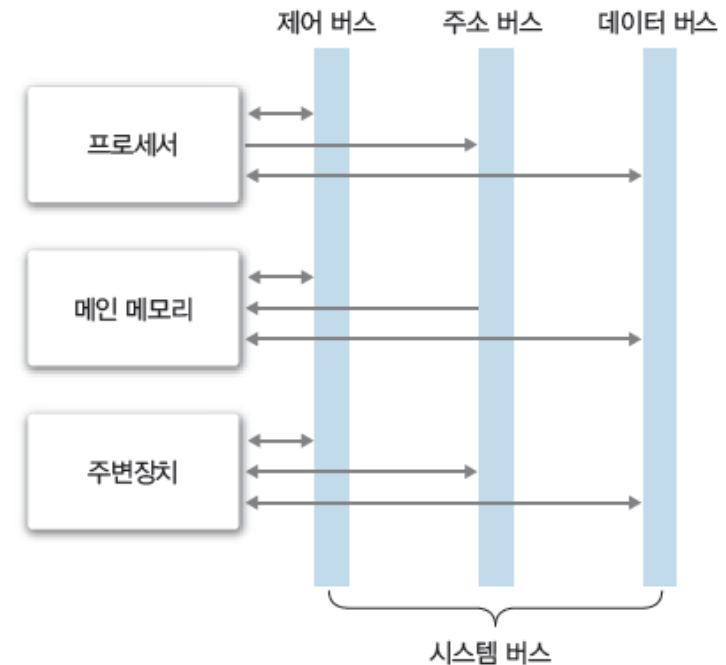 제어 버스 주소 버스 데이터 버스
프로세서
메인 메모리
주변장치
시스템 버스